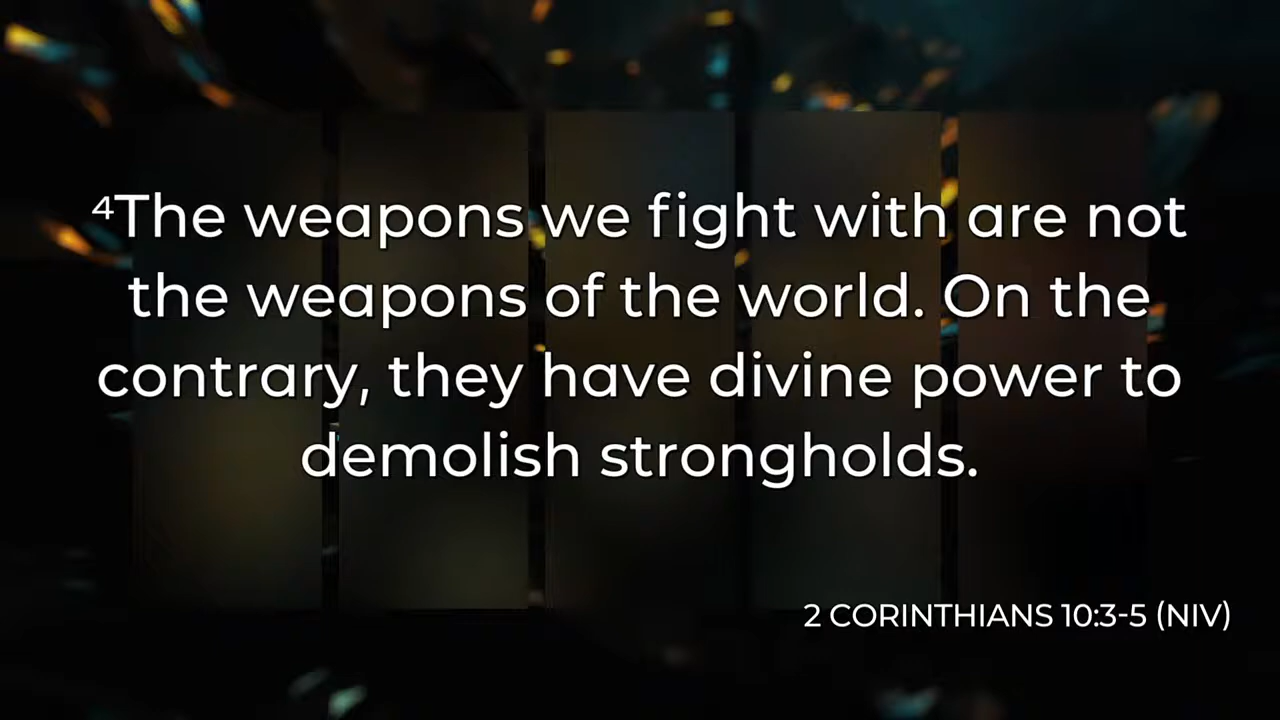 ⁴The weapons we fight with are not
the weapons of the world. On the
contrary, they have divine power to
demolish strongholds.
2 CORINTHIANS 10:3-5 (NIV)